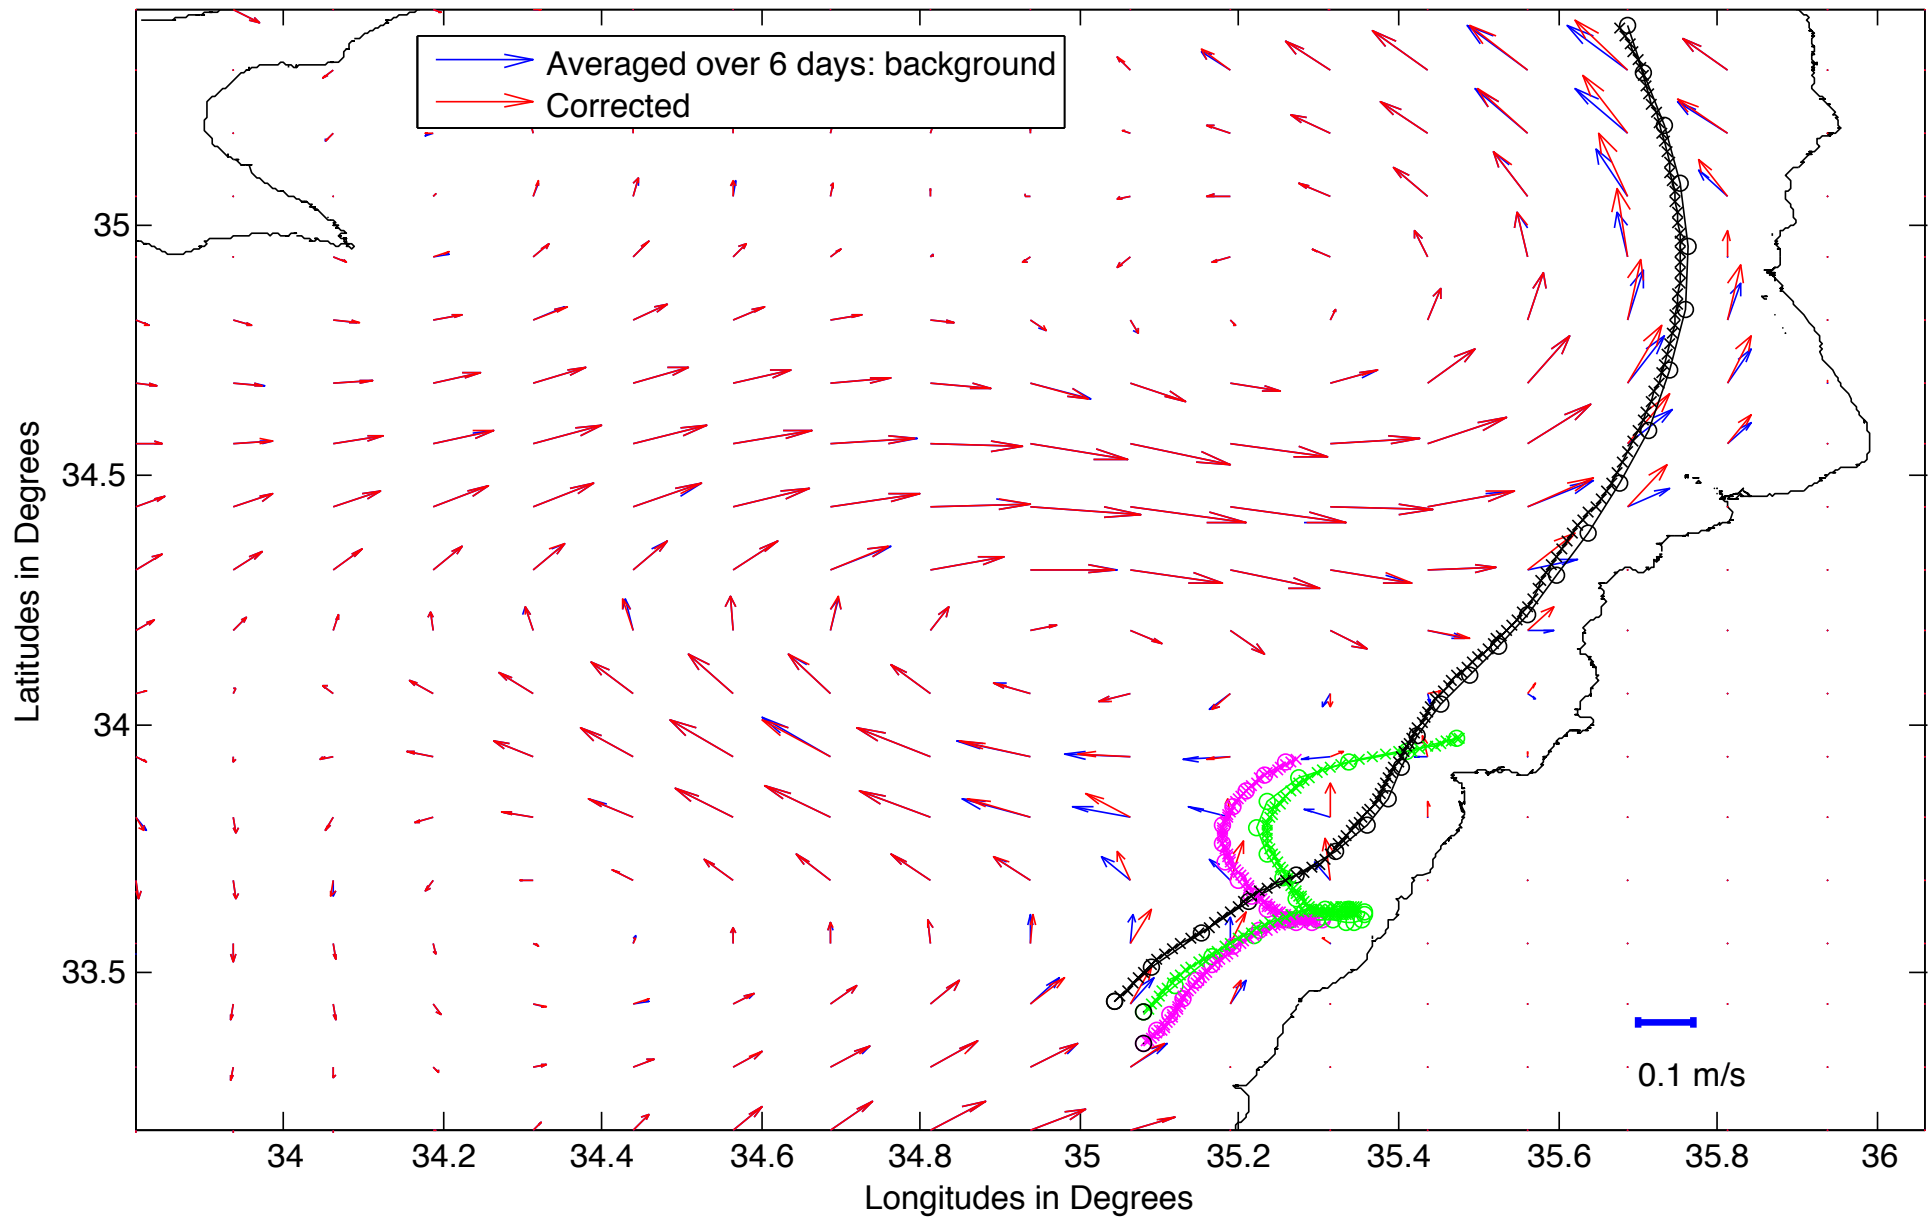 Averaged over 6 days: background
Corrected
35
34.5
34
33.5
Latitudes in Degrees
0.1 m/s
34 34.2 34.4 34.6 34.8 35 35.2 35.4 35.6 35.8 36
Longitudes in Degrees